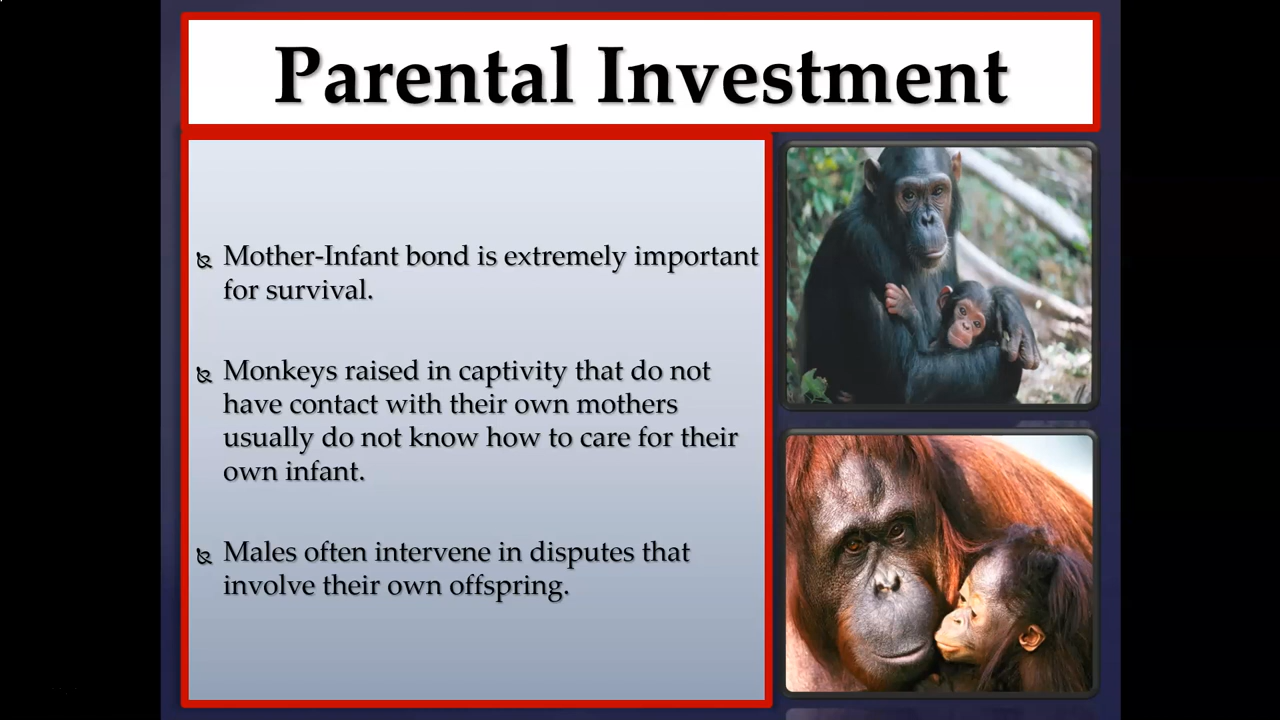 Parental Investment
Mother-Infant bond is extremely important
for survival.
Monkeys raised in captivity that do not
have contact with their own mothers
usually do not know how to care for their
own infant.
Males often intervene in disputes that
involve their own offspring.